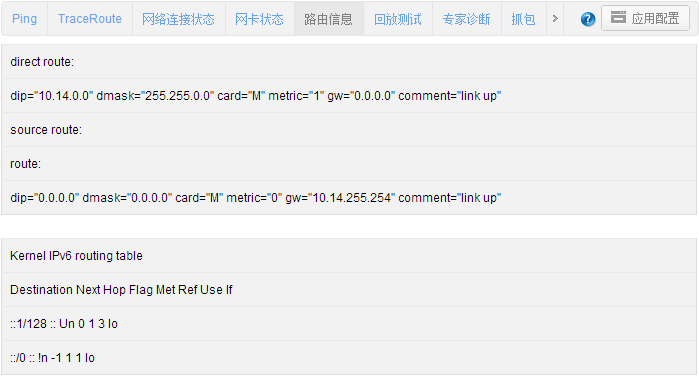 Ping TraceRoute 网络连接状态 网卡状态 路由信息 回放测试 专家诊断 抓包 > ? 应用配置
direct route:
dip="10.14.0.0" dmask="255.255.0.0" card="M" metric="1" gw="0.0.0.0" comment="link up"
source route:
route:
dip="0.0.0.0" dmask="0.0.0.0" card="M" metric="0" gw="10.14.255.254" comment="link up"
Kernel IPv6 routing table
Destination Next Hop Flag Met Ref Use If
::1/128 :: Un 0 1 3 lo
::/0 :: !n -1 1 1 lo